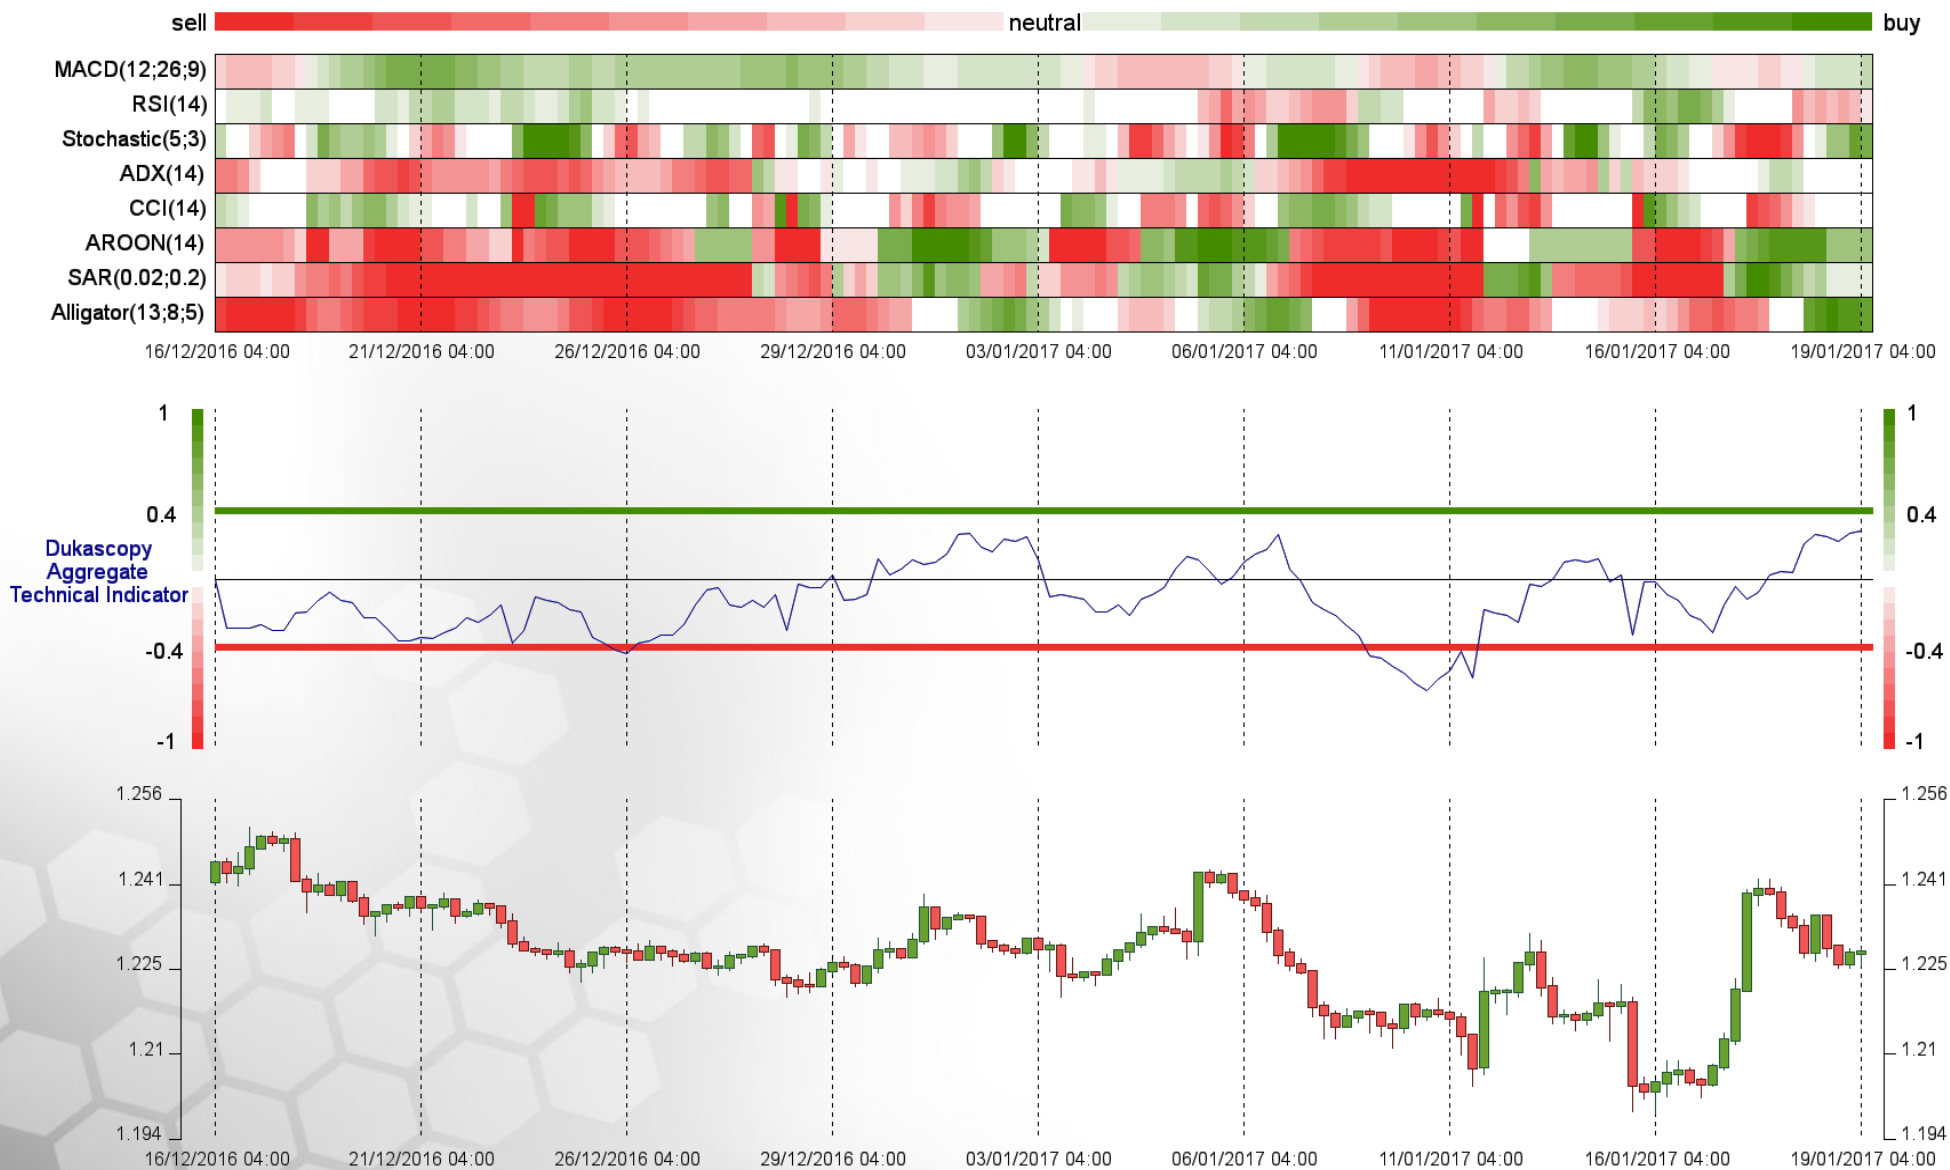 sell neutral buy
MACD(12;26;9)
RSI(14)
Stochastic(5;3)
ADX(14)
CCI(14)
AROON(14)
SAR(0.02;0.2)
Alligator(13;8;5)
16/12/2016 04:00 21/12/2016 04:00 26/12/2016 04:00 29/12/2016 04:00 03/01/2017 04:00 06/01/2017 04:00 11/01/2017 04:00 16/01/2017 04:00 19/01/2017 04:00
1 1
0.4 0.4
Dukascopy
Aggregate
Technical Indicator
-0.4 -0.4
-1 -1
1.256 1.256
1.241 1.241
1.225 1.225
1.21 1.21
1.194 1.194
16/12/2016 04:00 21/12/2016 04:00 26/12/2016 04:00 29/12/2016 04:00 03/01/2017 04:00 06/01/2017 04:00 11/01/2017 04:00 16/01/2017 04:00 19/01/2017 04:00